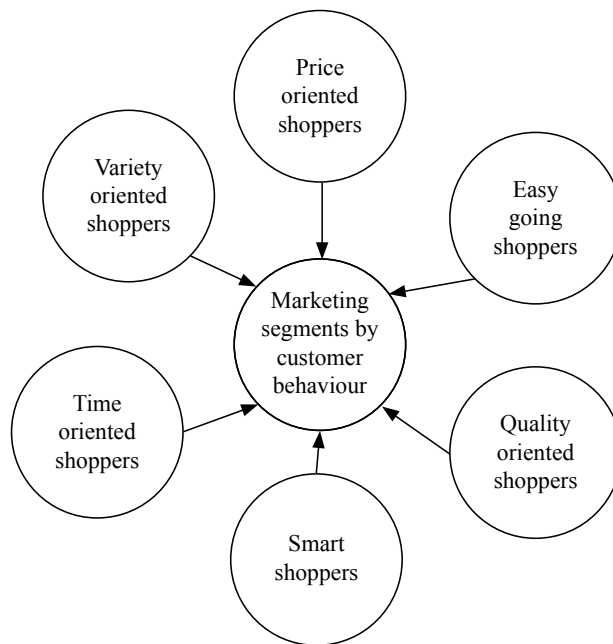 Price
oriented
shoppers
Variety
oriented
shoppers
Easy
going
shoppers
Marketing
segments by
customer
behaviour
Time
oriented
shoppers
Quality
oriented
shoppers
Smart
shoppers